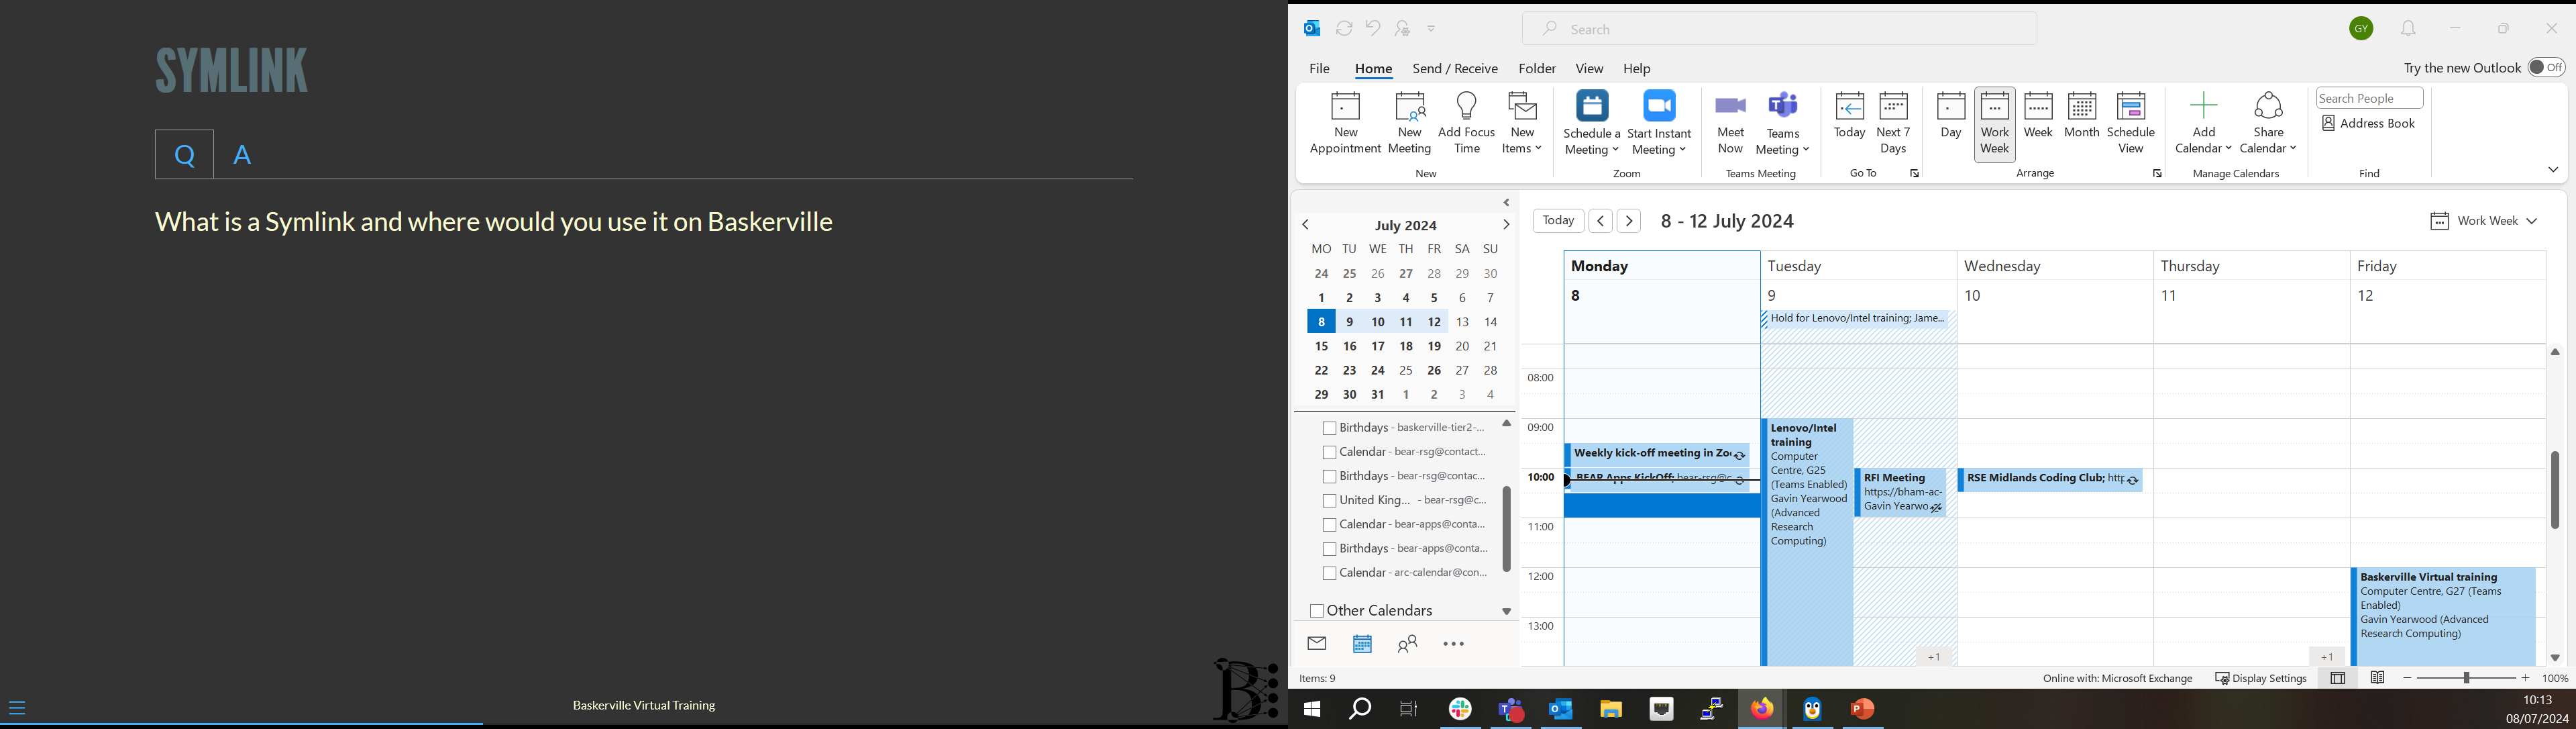 SYMLINK
Q A
What is a Symlink and where would you use it on Baskerville
Baskerville Virtual Training
Search
GY
File Home Send / Receive Folder View Help
Try the new Outlook Off
New Appointment
New Meeting
Add Focus Time
New Items
New
Schedule a Meeting
Start Instant Meeting
Zoom
Meet Now
Teams Meeting
Teams Meeting
Today
Next 7 Days
Go To
Day
Work Week
Week
Month
Schedule View
Arrange
Add Calendar
Share Calendar
Manage Calendars
Search People
Address Book
Find
July 2024
MO TU WE TH FR SA SU
24 25 26 27 28 29 30
1 2 3 4 5 6 7
8 9 10 11 12 13 14
15 16 17 18 19 20 21
22 23 24 25 26 27 28
29 30 31 1 2 3 4
Birthdays - baskerville-tier2-...
Calendar - bear-rsg@contact...
Birthdays - bear-rsg@contac...
United King... - bear-rsg@c...
Calendar - bear-apps@conta...
Birthdays - bear-apps@conta...
Calendar - arc-calendar@con...
Other Calendars
Today
8 - 12 July 2024
Work Week
Monday Tuesday Wednesday Thursday Friday
8 9 10 11 12
Hold for Lenovo/Intel training; Jame...
08:00
09:00
10:00
11:00
12:00
13:00
Weekly kick-off meeting in Zoo
BEAR Apps KickOff; bear-rsg@c
Lenovo/Intel
training
Computer
Centre, G25
(Teams Enabled)
Gavin Yearwood
(Advanced
Research
Computing)
RFI Meeting
https://bham-ac-
Gavin Yearwo
RSE Midlands Coding Club; http
Baskerville Virtual training
Computer Centre, G27 (Teams
Enabled)
Gavin Yearwood (Advanced
Research Computing)
+1
+1
Items: 9
Online with: Microsoft Exchange
Display Settings
100%
10:13
08/07/2024